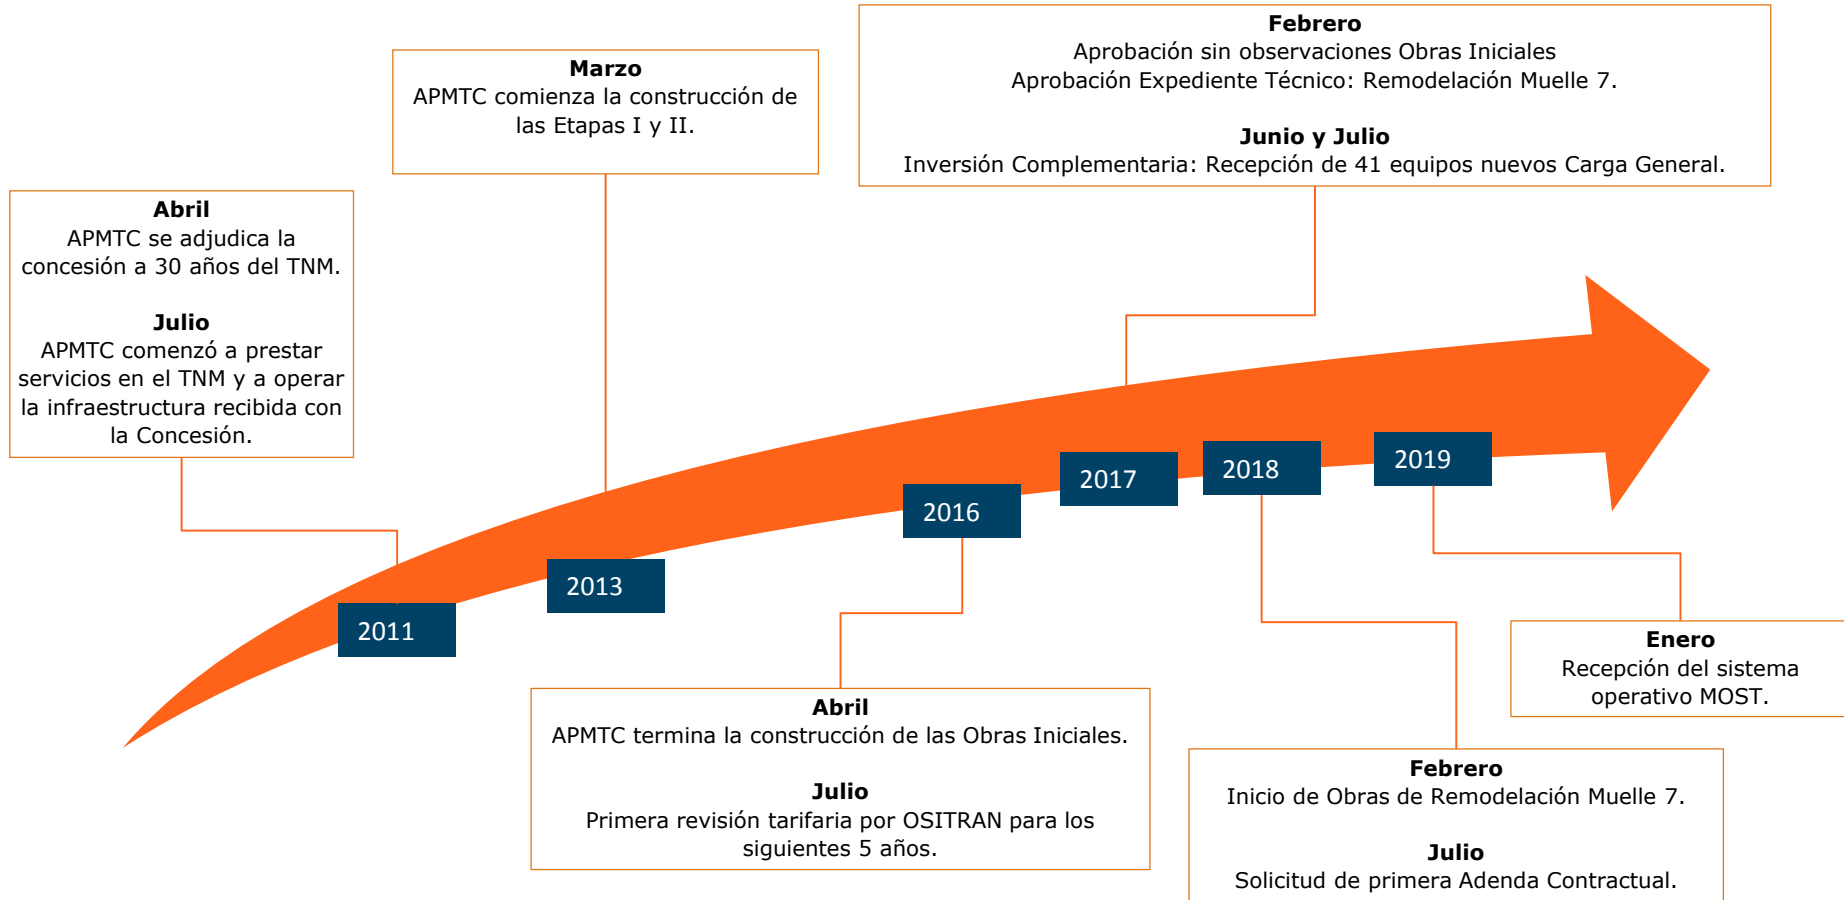 Febrero
Aprobación sin observaciones Obras Iniciales
Aprobación Expediente Técnico: Remodelación Muelle 7.
Junio y Julio
Inversión Complementaria: Recepción de 41 equipos nuevos Carga General.
Marzo
APMTC comienza la construcción de
las Etapas I y II.
Abril
APMTC se adjudica la
concesión a 30 años del TNM.
Julio
APMTC comenzó a prestar
servicios en el TNM y a operar
la infraestructura recibida con
la Concesión.
2011
2013
2016
2017
2018
2019
Abril
APMTC termina la construcción de las Obras Iniciales.
Julio
Primera revisión tarifaria por OSITRAN para los
siguientes 5 años.
Febrero
Inicio de Obras de Remodelación Muelle 7.
Julio
Solicitud de primera Adenda Contractual.
Enero
Recepción del sistema
operativo MOST.